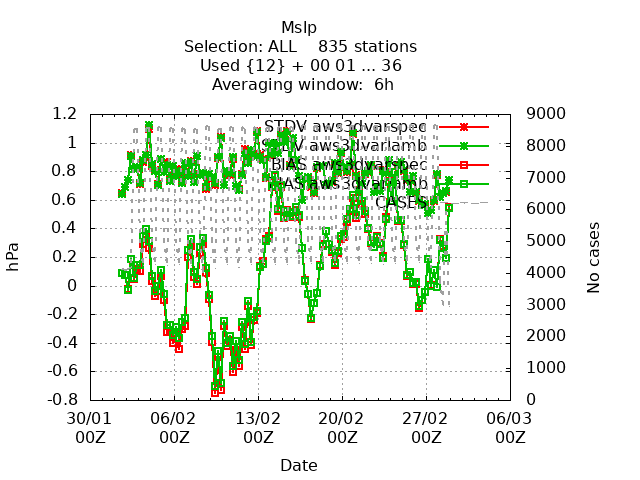 Mslp
Selection: ALL    835 stations
Used {12} + 00 01 ... 36
Averaging window:  6h
1.2
1
0.8
0.6
0.4
0.2
0
-0.2
-0.4
-0.6
-0.8
hPa
9000
8000
7000
6000
5000
4000
3000
2000
1000
0
No cases
STDV aws3dvarspec
STDV aws3dvarlamb
BIAS aws3dvarspec
BIAS aws3dvarlamb
CASES
30/01 06/02 13/02 20/02 27/02 06/03
00Z 00Z 00Z 00Z 00Z 00Z
Date